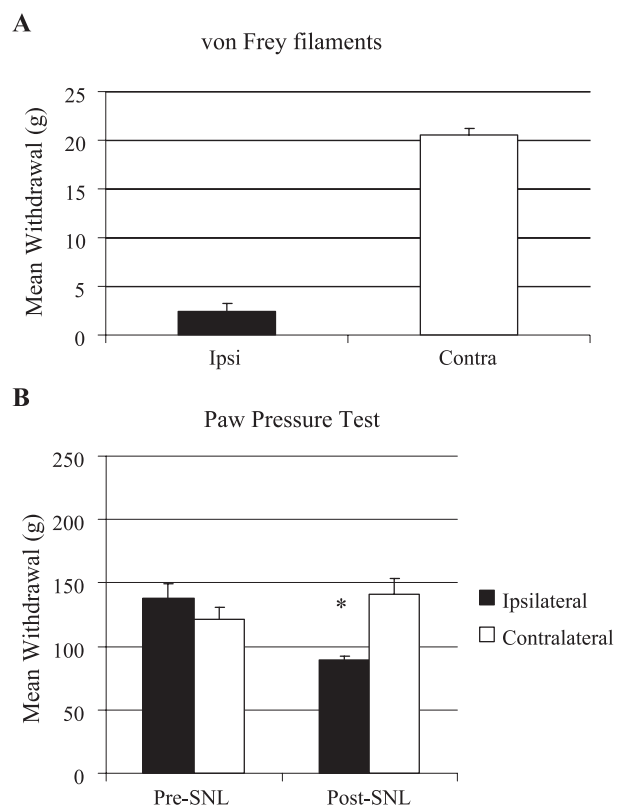 A
von Frey filaments
Mean Withdrawal (g)
25
20
15
10
5
0
Ipsi
Contra
B
Paw Pressure Test
Mean Withdrawal (g)
250
200
150
100
50
0
*
Pre-SNL
Post-SNL
Ipsilateral
Contralateral